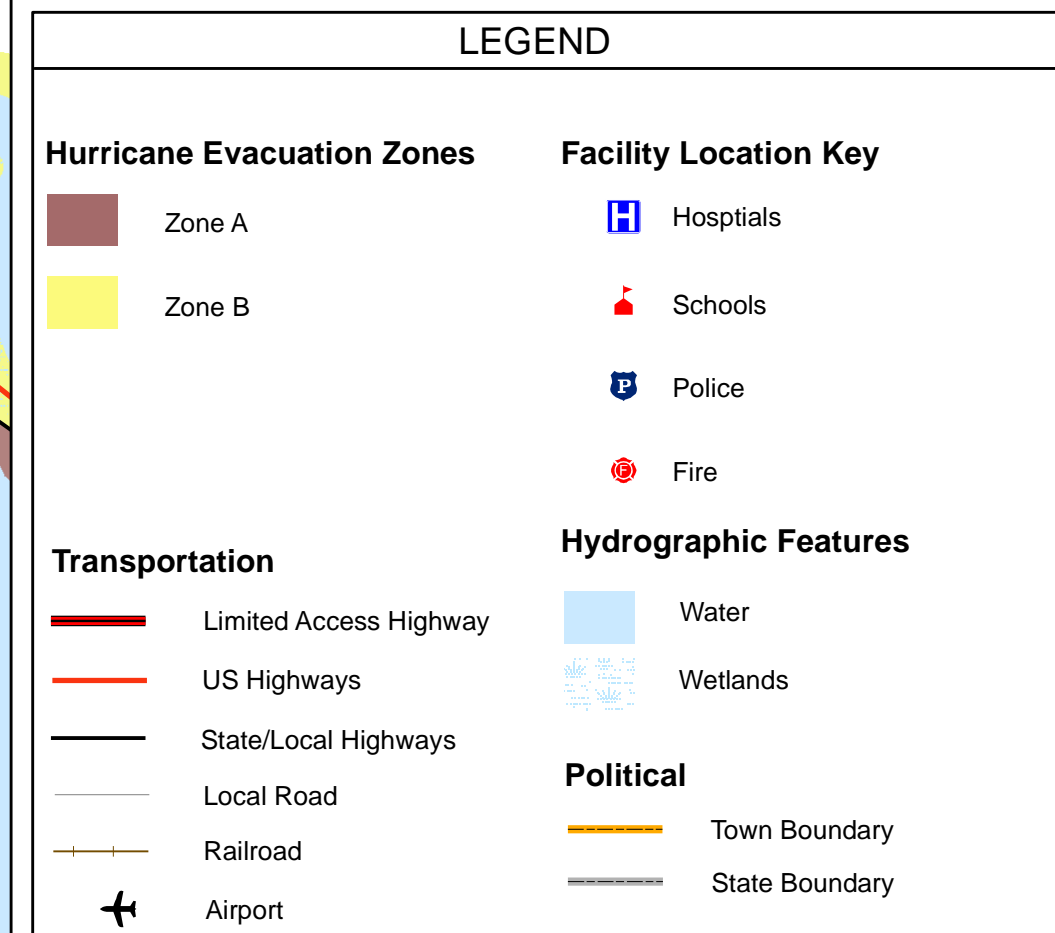 LEGEND
Hurricane Evacuation Zones
Zone A
Zone B
Transportation
Limited Access Highway
US Highways
State/Local Highways
Local Road
Railroad
Airport
Facility Location Key
H Hosptials
Schools
P Police
F Fire
Hydrographic Features
Water
Wetlands
Political
Town Boundary
State Boundary